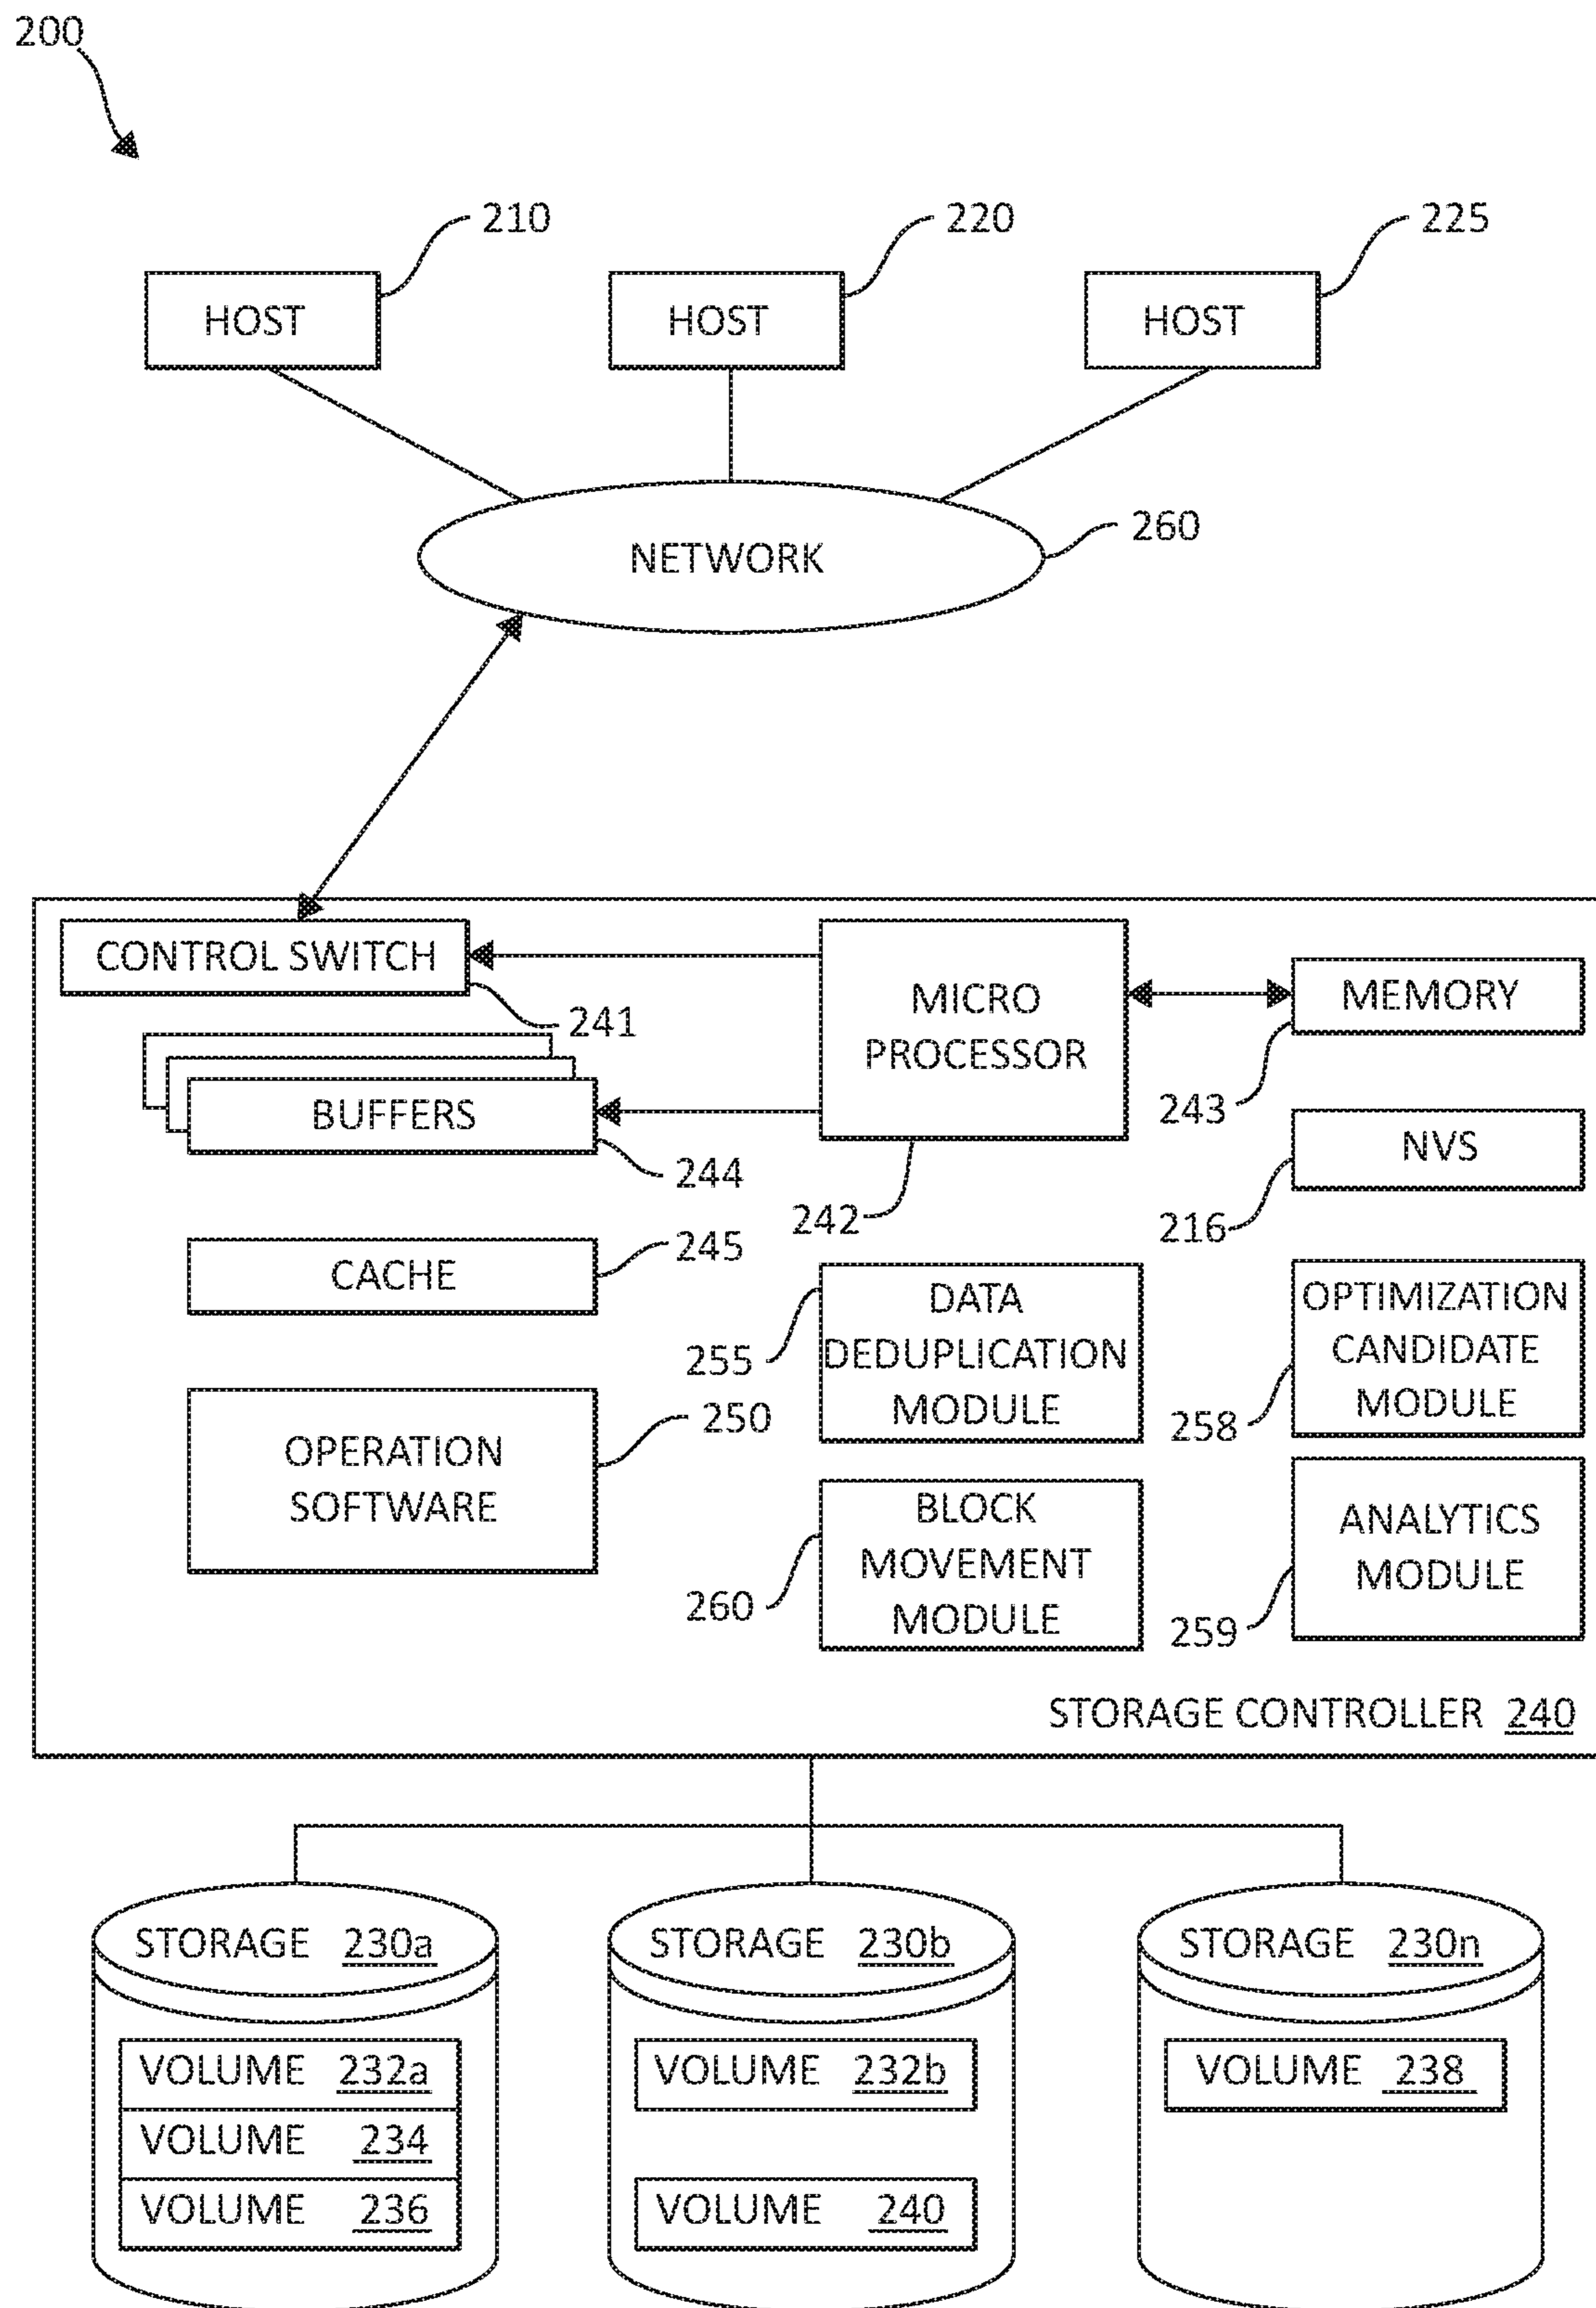 200
210
220
225
HOST
HOST
HOST
260
NETWORK
CONTROL SWITCH
241
MICRO
PROCESSOR
242
MEMORY
243
BUFFERS
244
NVS
216
CACHE
245
DATA
DEDUPLICATION
MODULE
255
OPTIMIZATION
CANDIDATE
MODULE
258
OPERATION
SOFTWARE
250
BLOCK
MOVEMENT
MODULE
260
ANALYTICS
MODULE
259
STORAGE CONTROLLER 240
STORAGE 230a
VOLUME 232a
VOLUME 234
VOLUME 236
STORAGE 230b
VOLUME 232b
VOLUME 240
STORAGE 230n
VOLUME 238